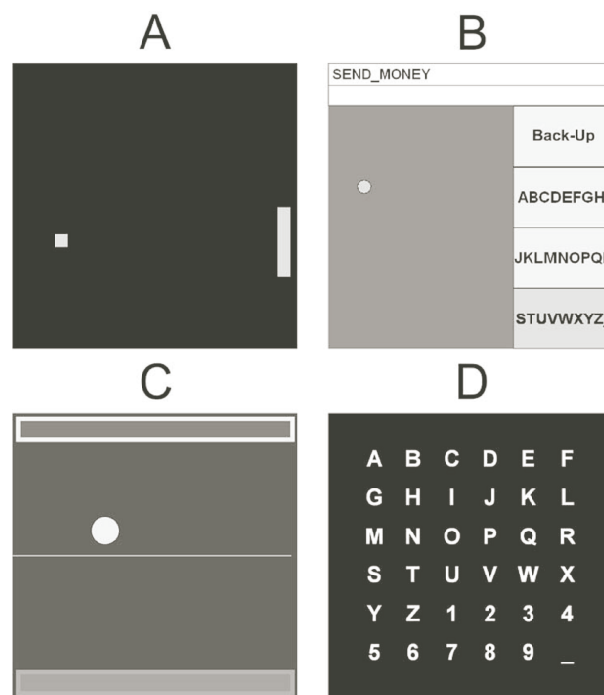 A
B
SEND_MONEY
Back-Up
ABCDEFGH
JKLMNOPQ
STUVWXYZ
C
D
A B C D E F
G H I J K L
M N O P Q R
S T U V W X
Y Z 1 2 3 4
5 6 7 8 9 _